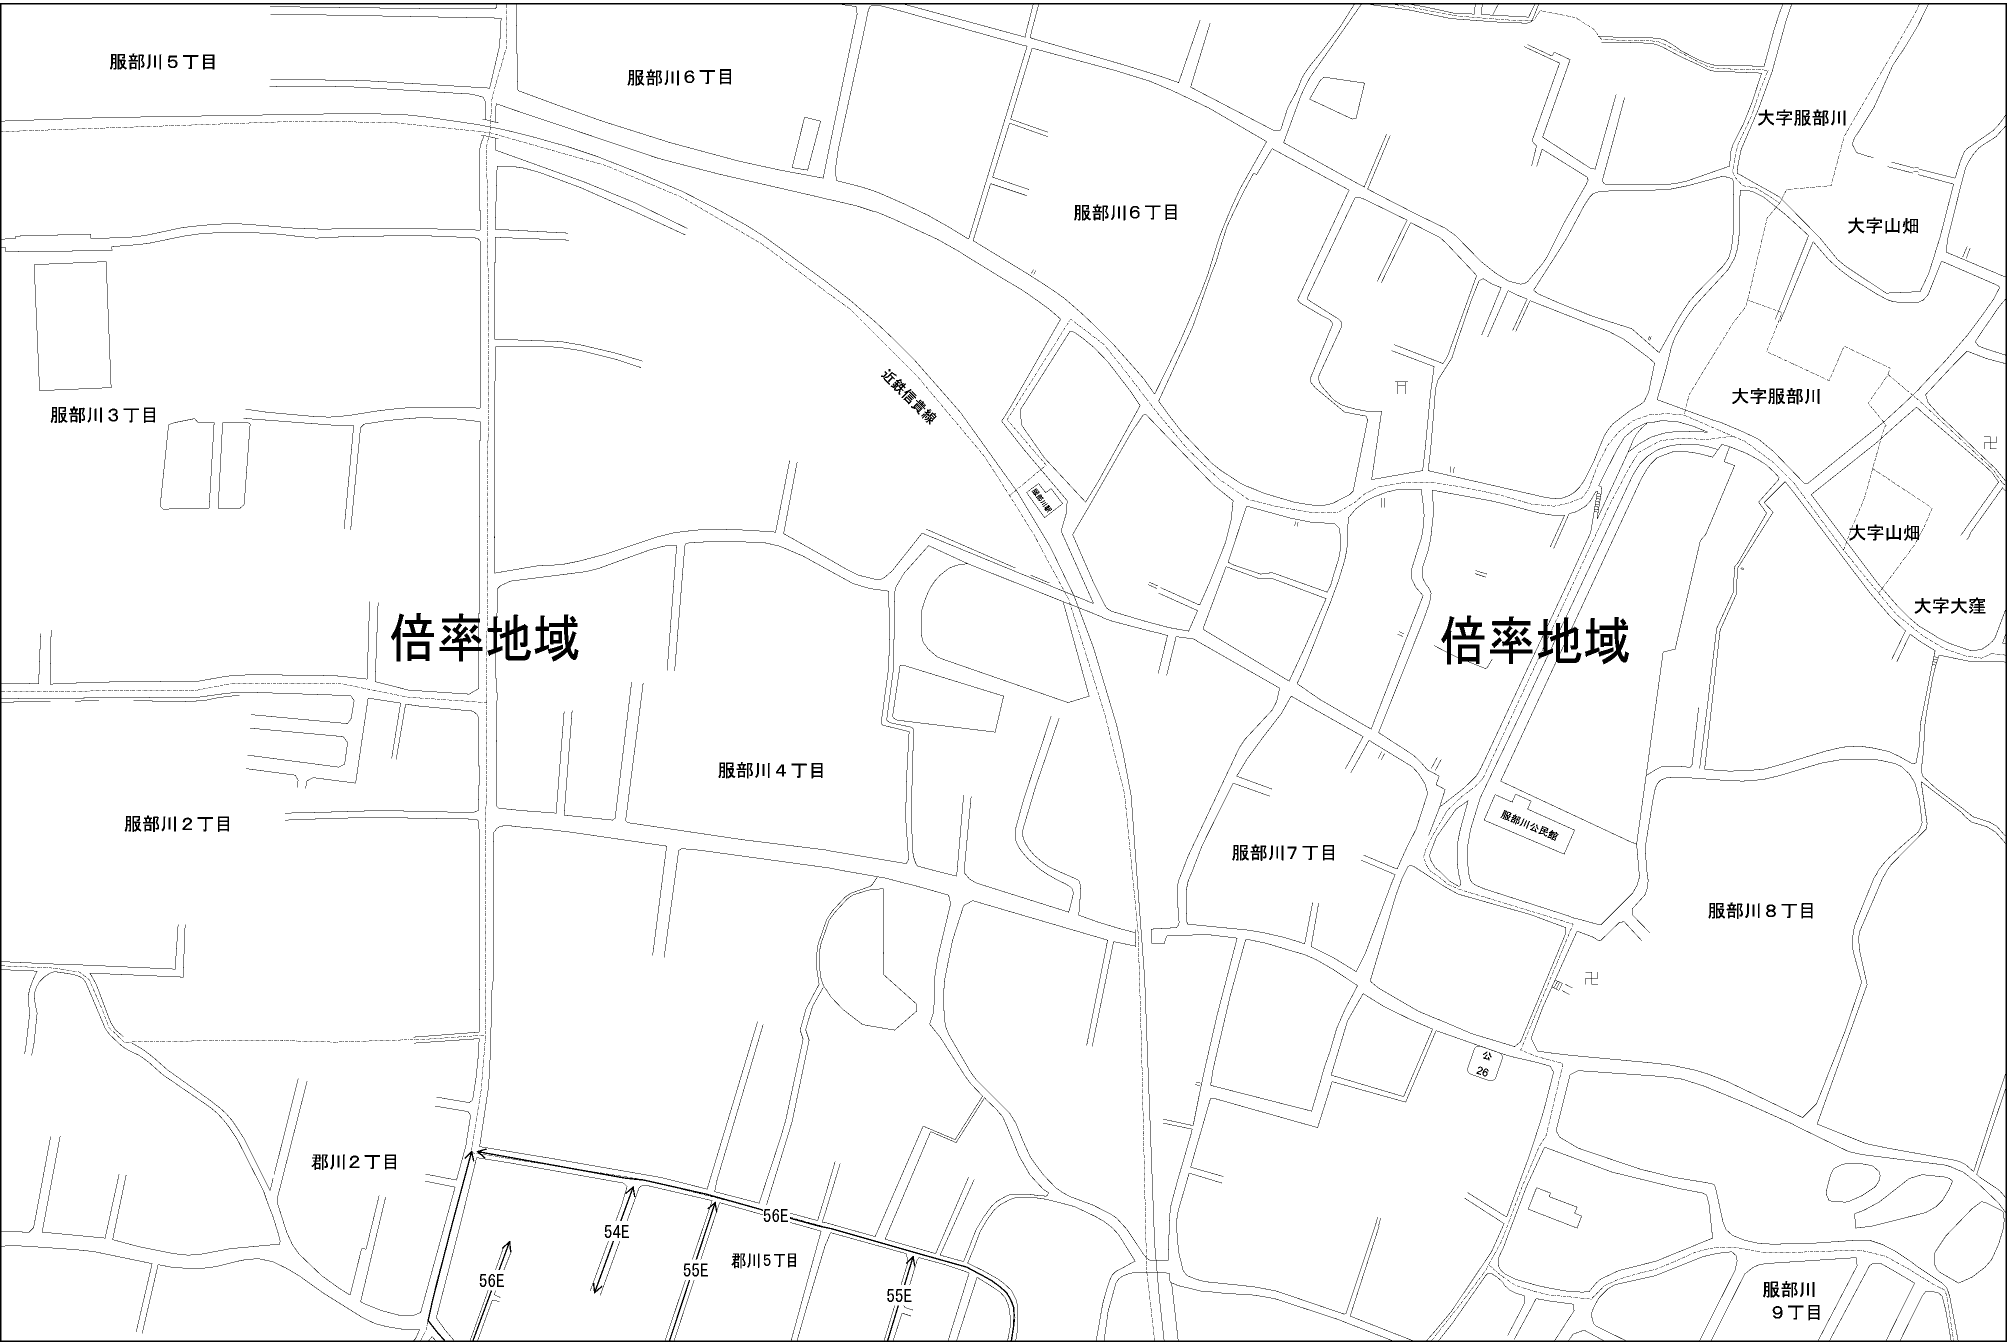 服部川５丁目
服部川６丁目
大字服部川
服部川６丁目
大字山畑
近鉄信貴線
大字服部川
服部川３丁目
服部川駅
大字山畑
大字大窪
倍率地域
倍率地域
服部川４丁目
服部川２丁目
服部川公民館
服部川７丁目
服部川８丁目
公
26
郡川２丁目
56E
54E
郡川５丁目
55E
56E
55E
服部川
９丁目